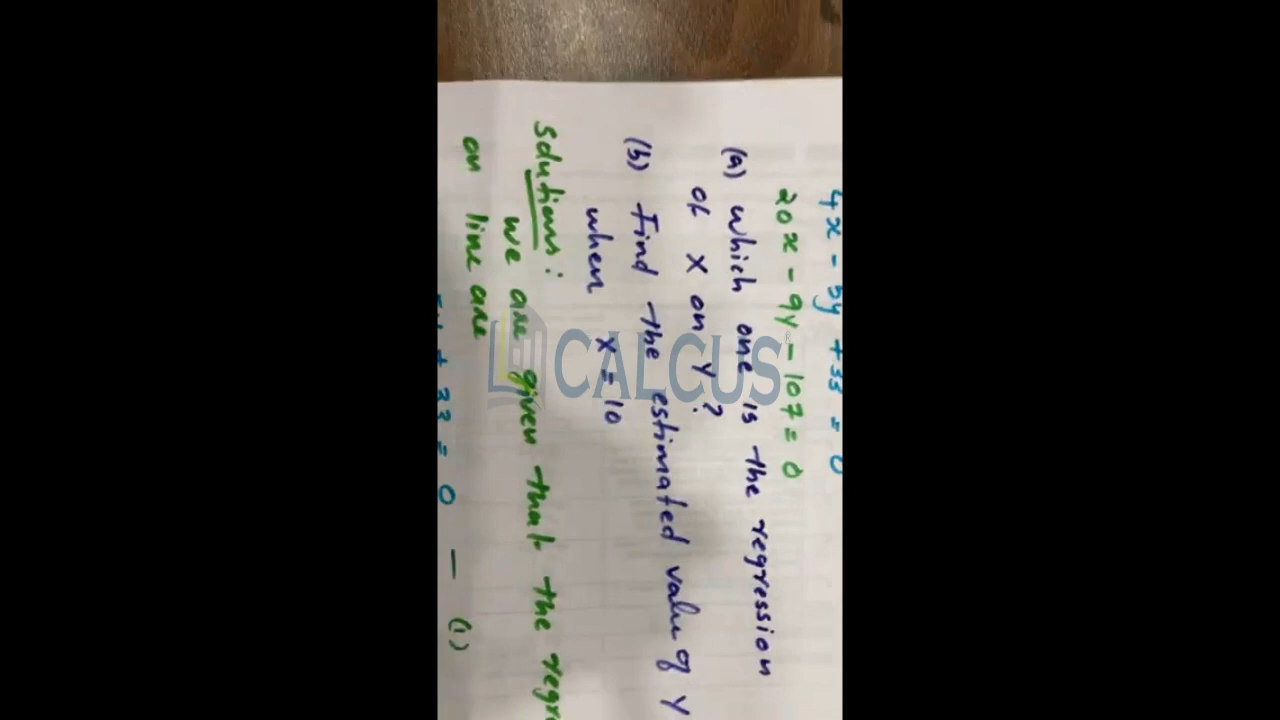 4x - 5y + 33 = 0
20x - 9y - 107 = 0
(a) which one is the regression
of X on Y?
(b) Find the estimated value of Y
when X = 10
Solutions:
we are given that the regr
on line are
+ 33 = 0 — (1)
CALCUS